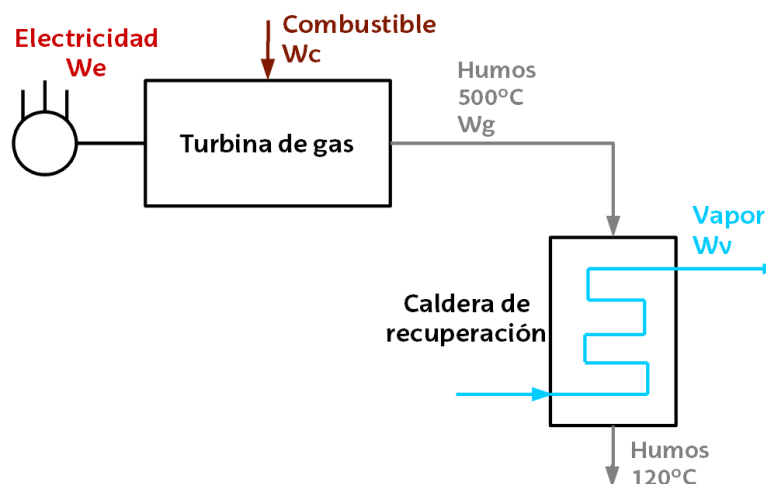 Electricidad
We
Combustible
Wc
Turbina de gas
Humos
500ºC
Wg
Vapor
Wv
Caldera de
recuperación
Humos
120ºC